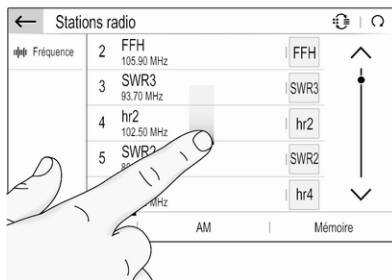 Stations radio
Fréquence
2 FFH FFH
105.90 MHz
3 SWR3 SWR3
93.70 MHz
4 hr2 hr2
102.50 MHz
5 SWR2 SWR2
hr4
MHz
AM Mémoire